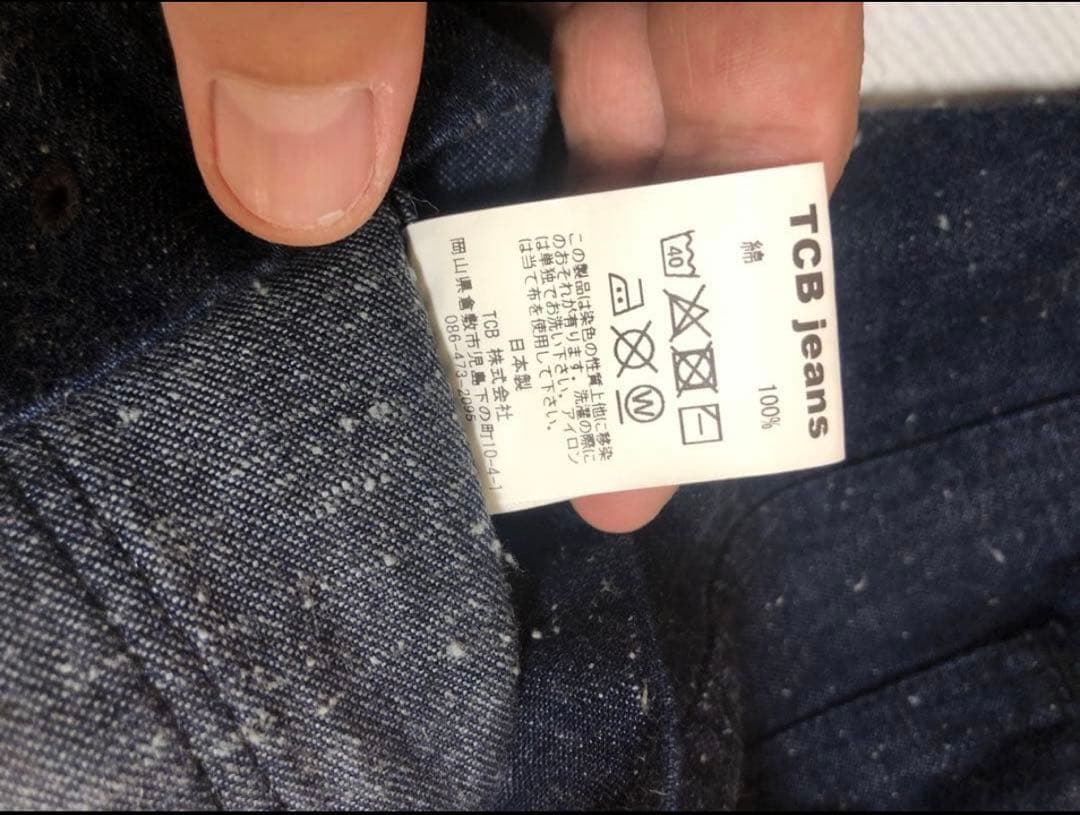 TCB jeans
綿 100%
40
W
この製品は染色の性質上他に移染
のおそれが有ります。洗濯の際に
は単独でお洗い下さい。アイロン
は当て布を使用して下さい。
日本製
TCB 株式会社
岡山県倉敷市児島下の町10-4-1
086-473-2095